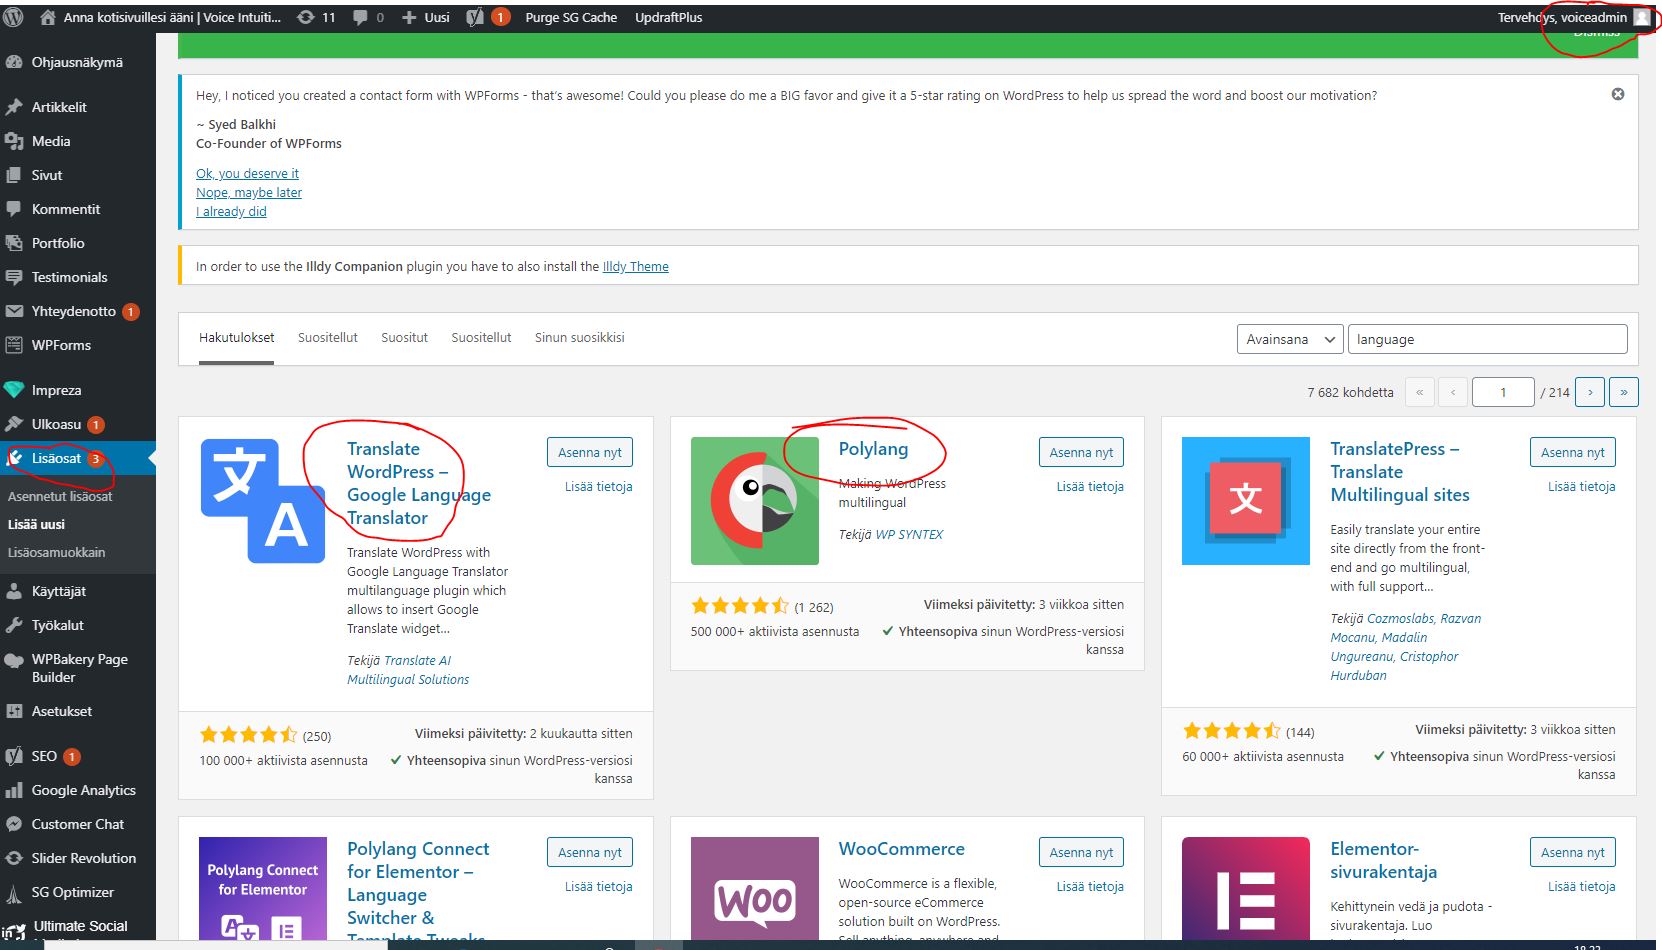 Anna kotisivuillesi ääni | Voice Intuiti...
11
0
Uusi
1
Purge SG Cache
UpdraftPlus
Tervehdys, voiceadmin
Dismiss
Ohjausnäkymä
Artikkelit
Media
Sivut
Kommentit
Portfolio
Testimonials
Yhteydenotto 1
WPForms
Impreza
Ulkoasu 1
Lisäosat 3
Asennetut lisäosat
Lisää uusi
Lisäosamuokkain
Käyttäjät
Työkalut
WPBakery Page
Builder
Asetukset
SEO 1
Google Analytics
Customer Chat
Slider Revolution
SG Optimizer
Ultimate Social
Hey, I noticed you created a contact form with WPForms - that's awesome! Could you please do me a BIG favor and give it a 5-star rating on WordPress to help us spread the word and boost our motivation?
~ Syed Balkhi
Co-Founder of WPForms
Ok, you deserve it
Nope, maybe later
I already did
In order to use the Illdy Companion plugin you have to also install the Illdy Theme
Hakutulokset
Suositellut
Suositut
Suositellut
Sinun suosikkisi
Avainsana
language
7 682 kohdetta
«
‹
1
/ 214
›
»
文
A
Translate
WordPress –
Google Language
Translator
Asenna nyt
Lisää tietoja
Translate WordPress with
Google Language Translator
multilanguage plugin which
allows to insert Google
Translate widget...
Tekijä Translate AI
Multilingual Solutions
(250)
Viimeksi päivitetty: 2 kuukautta sitten
100 000+ aktiivista asennusta
Yhteensopiva sinun WordPress-versiosi
kanssa
Polylang
Asenna nyt
Lisää tietoja
Making WordPress
multilingual
Tekijä WP SYNTEX
(1 262)
Viimeksi päivitetty: 3 viikkoa sitten
500 000+ aktiivista asennusta
Yhteensopiva sinun WordPress-versiosi
kanssa
文
TranslatePress –
Translate
Multilingual sites
Asenna nyt
Lisää tietoja
Easily translate your entire
site directly from the front-
end and go multilingual,
with full support...
Tekijä Cozmoslabs, Razvan
Mocanu, Madalin
Ungureanu, Cristophor
Hurduban
(144)
Viimeksi päivitetty: 3 viikkoa sitten
60 000+ aktiivista asennusta
Yhteensopiva sinun WordPress-versiosi
kanssa
Polylang Connect
for Elementor
Polylang Connect
for Elementor –
Language
Switcher &
Template Tweaks
Asenna nyt
Lisää tietoja
WOO
WooCommerce
Asenna nyt
Lisää tietoja
WooCommerce is a flexible,
open-source eCommerce
solution built on WordPress.
Sell anything, anywhere and
Elementor-
sivurakentaja
Asenna nyt
Lisää tietoja
Kehittynein vedä ja pudota -
sivurakentaja. Luo